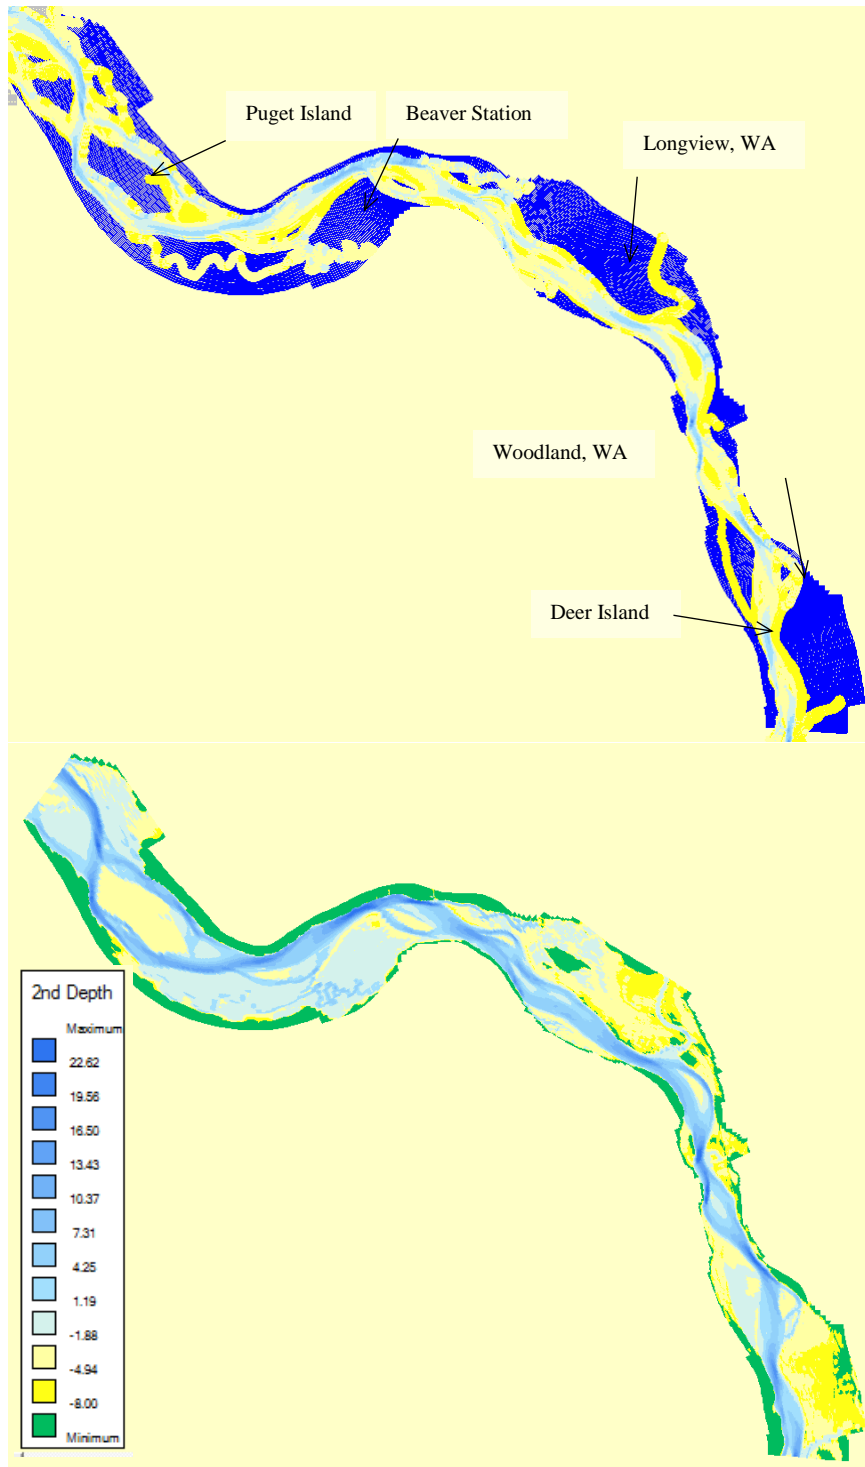 Puget Island
Beaver Station
Longview, WA
Woodland, WA
Deer Island
2nd Depth
Maximum
22.62
19.56
16.50
13.43
10.37
7.31
4.25
1.19
-1.88
-4.94
-8.00
Minimum